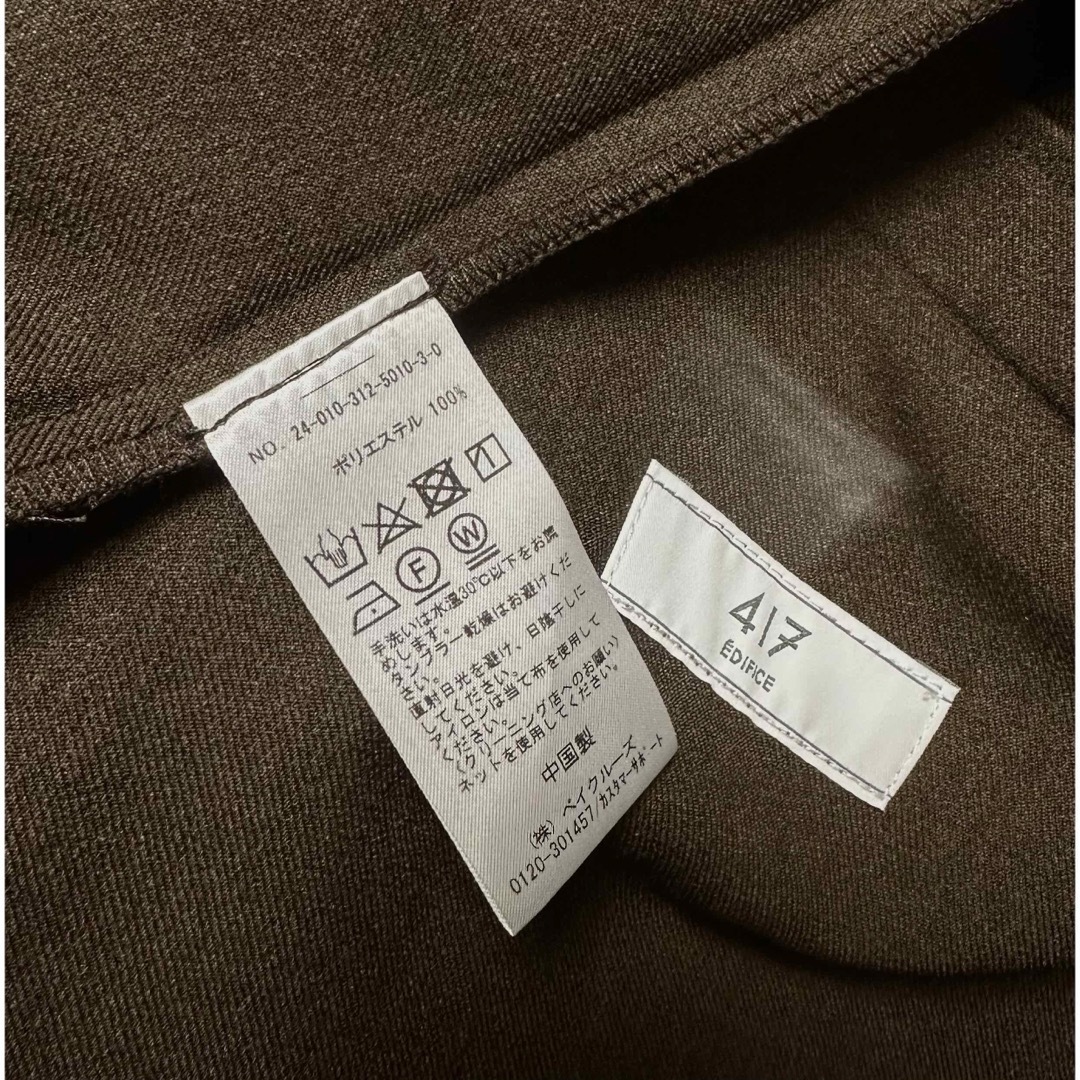 NO. 24-010-312-5010-3-0
ポリエステル 100%
F
W
手洗いは水温30℃以下をお薦
めします。
タンブラー乾燥はお避けくだ
さい。
直射日光を避け、日陰干しに
してください。
アイロンは当て布を使用して
ください。
(クリーニング店へのお願い)
ネットを使用してください。
中国製
(株) ベイクルーズ
0120-301457/カスタマーサポート
417
ÉDIFICE